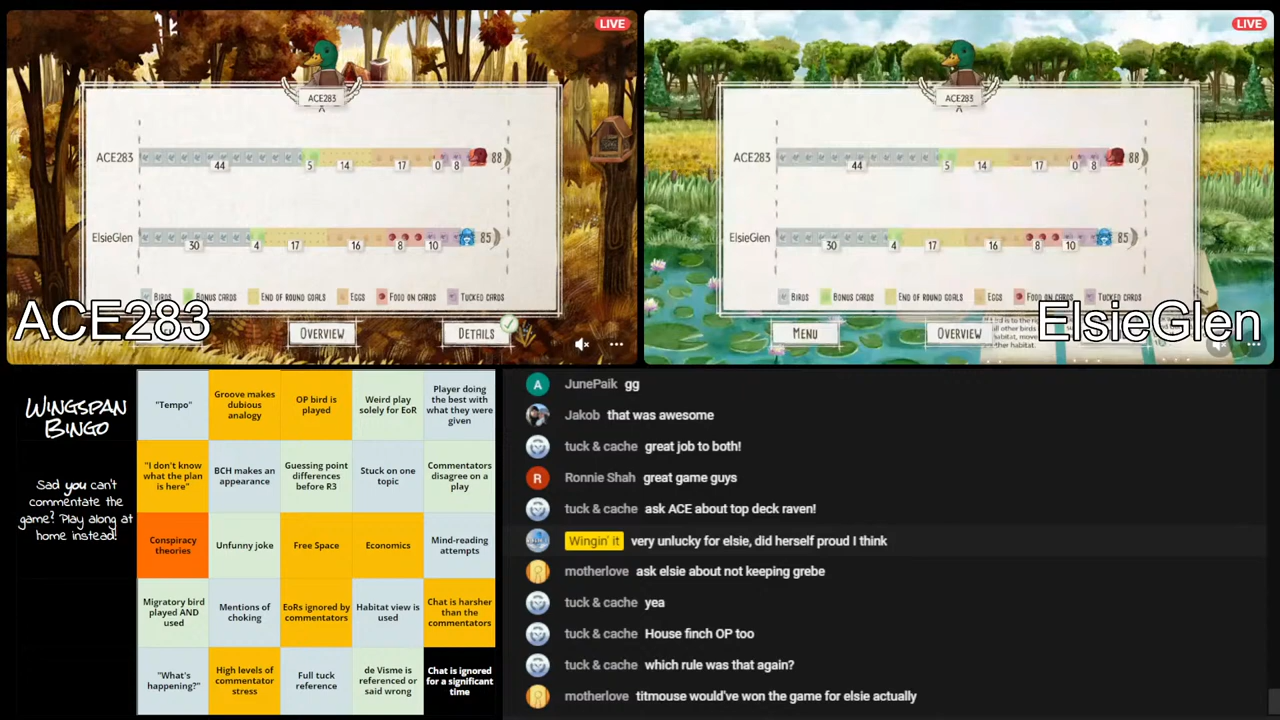 LIVE
ACE283
ACE283
44 5 14 17 0 8 88
ElsieGlen
30 4 17 16 8 10 85
Birds Bonus cards End of round goals Eggs Food on cards Tucked cards
Overview
Details
ACE283
LIVE
ACE283
ACE283
44 5 14 17 0 8 88
ElsieGlen
30 4 17 16 8 10 85
Birds Bonus cards End of round goals Eggs Food on cards Tucked cards
Menu
Overview
ElsieGlen
Wingspan
Bingo
Sad you can't
commentate the
game? Play along at
home instead!
"Tempo"
Groove makes
dubious
analogy
OP bird is
played
Weird play
solely for EoR
Player doing
the best with
what they were
given
"I don't know
what the plan
is here"
BCH makes an
appearance
Guessing point
differences
before R3
Stuck on one
topic
Commentators
disagree on a
play
Conspiracy
theories
Unfunny joke
Free Space
Economics
Mind-reading
attempts
Migratory bird
played AND
used
Mentions of
choking
EoRs ignored by
commentators
Habitat view is
used
Chat is harsher
than the
commentators
"What's
happening?"
High levels of
commentator
stress
Full tuck
reference
de Visme is
referenced or
said wrong
Chat is ignored
for a significant
time
A JunePaik gg
Jakob that was awesome
tuck & cache great job to both!
R Ronnie Shah great game guys
tuck & cache ask ACE about top deck raven!
Wingin' it very unlucky for elsie, did herself proud I think
motherlove ask elsie about not keeping grebe
tuck & cache yea
tuck & cache House finch OP too
tuck & cache which rule was that again?
motherlove titmouse would've won the game for elsie actually